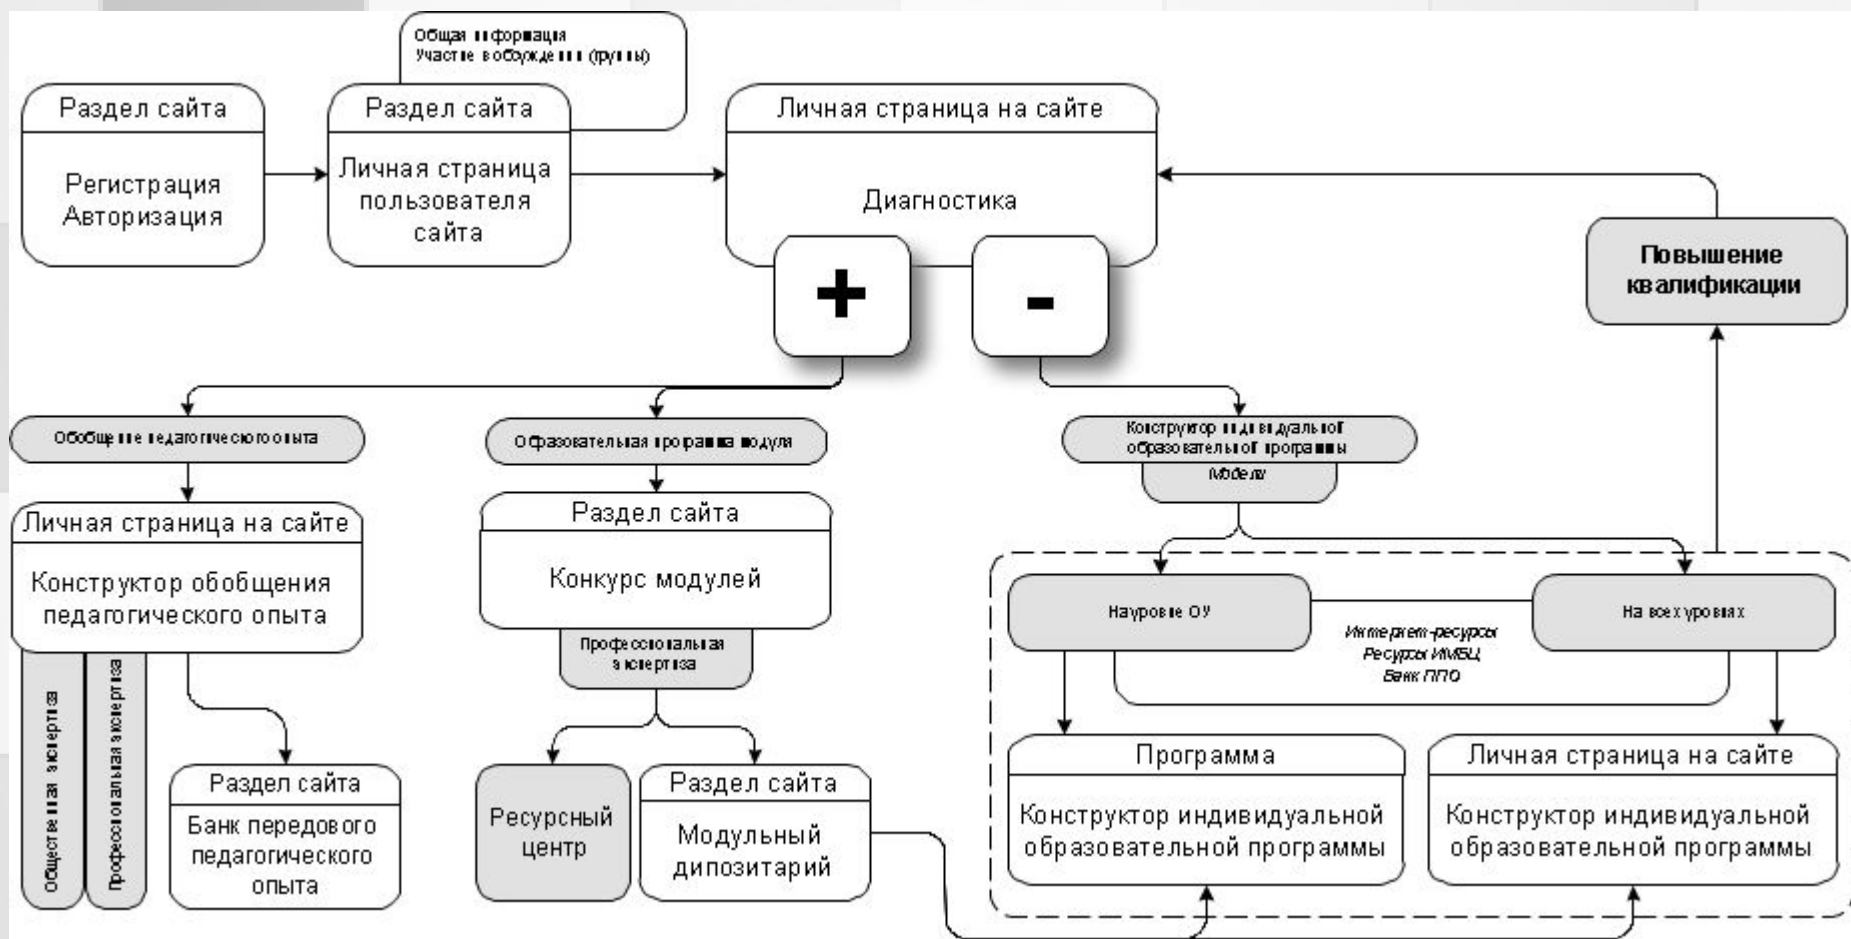 Общая информация
Участие в обсуждении (группы)
Раздел сайта
Регистрация
Авторизация
Раздел сайта
Личная страница
пользователя
сайта
Личная страница на сайте
Диагностика
+
-
Повышение
квалификации
Обобщение педагогического опыта
Образовательная программа модуля
Конструктор индивидуальной
образовательной программы
Модели
Личная страница на сайте
Конструктор обобщения
педагогического опыта
Общественная экспертиза
Профессиональная экспертиза
Раздел сайта
Банк передового
педагогического
опыта
Раздел сайта
Конкурс модулей
Профессиональная
экспертиза
Ресурсный
центр
Раздел сайта
Модульный
дипозитарий
На уровне ОУ
На всех уровнях
Интернет-ресурсы
Ресурсы ИМБЦ
Банк ППО
Программа
Конструктор индивидуальной
образовательной программы
Личная страница на сайте
Конструктор индивидуальной
образовательной программы